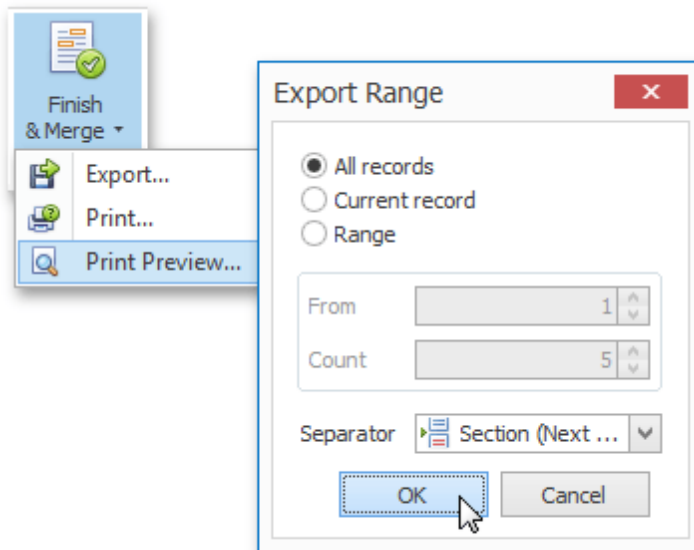 Finish
& Merge
Export...
Print...
Print Preview...
Export Range
All records
Current record
Range
From 1
Count 5
Separator Section (Next ...
OK Cancel